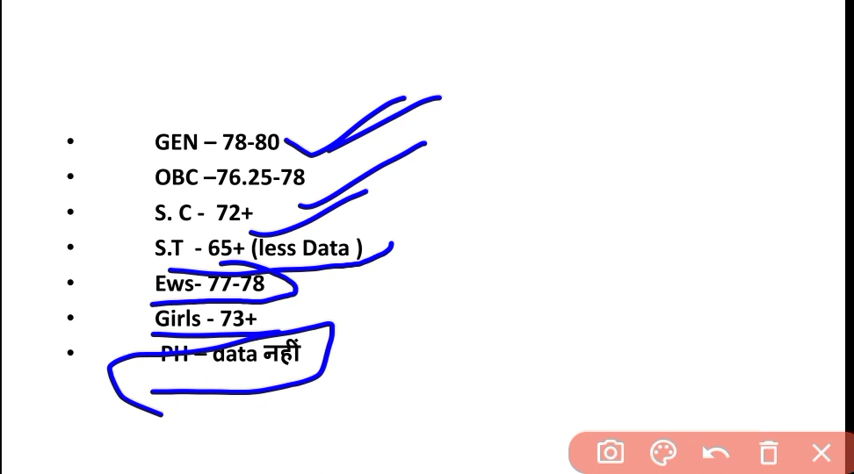 • GEN – 78-80
• OBC –76.25-78
• S. C - 72+
• S.T - 65+ (less Data )
• Ews- 77-78
• Girls - 73+
• PH – data नहीं